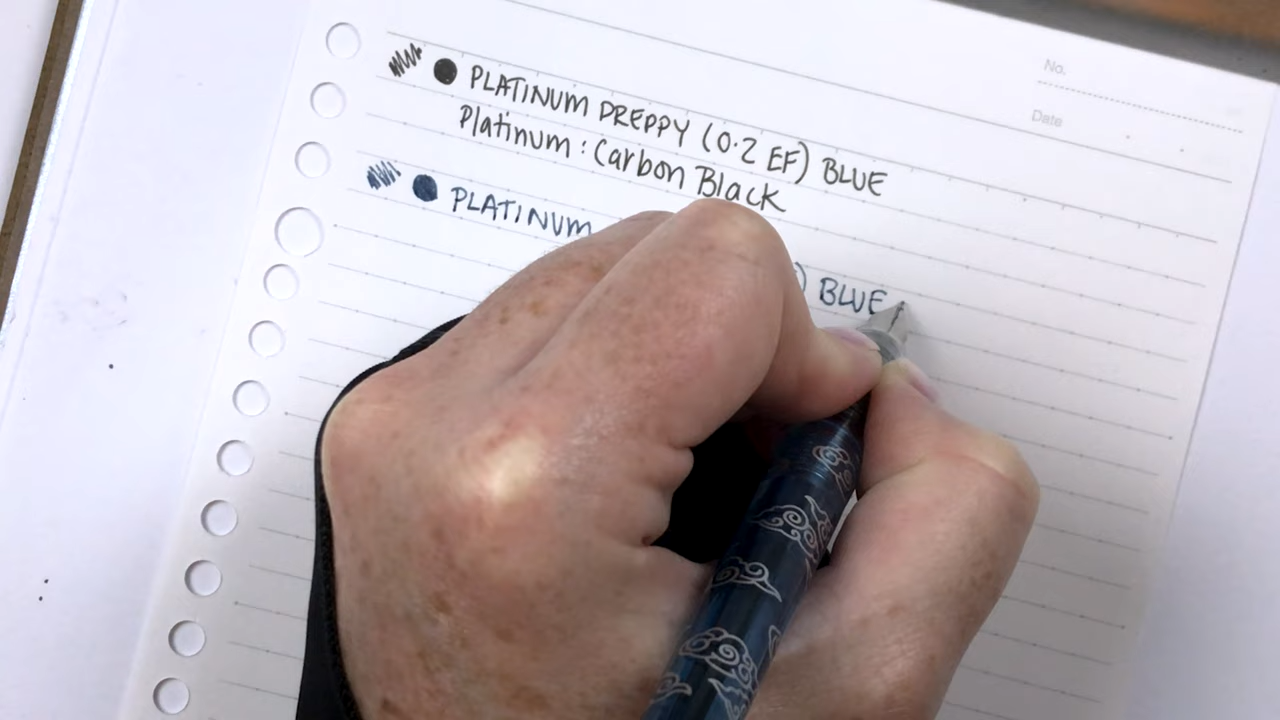 No.
Date
PLATINUM PREPPY (0.2 EF) BLUE
Platinum : Carbon Black
PLATINUM ) BLUE